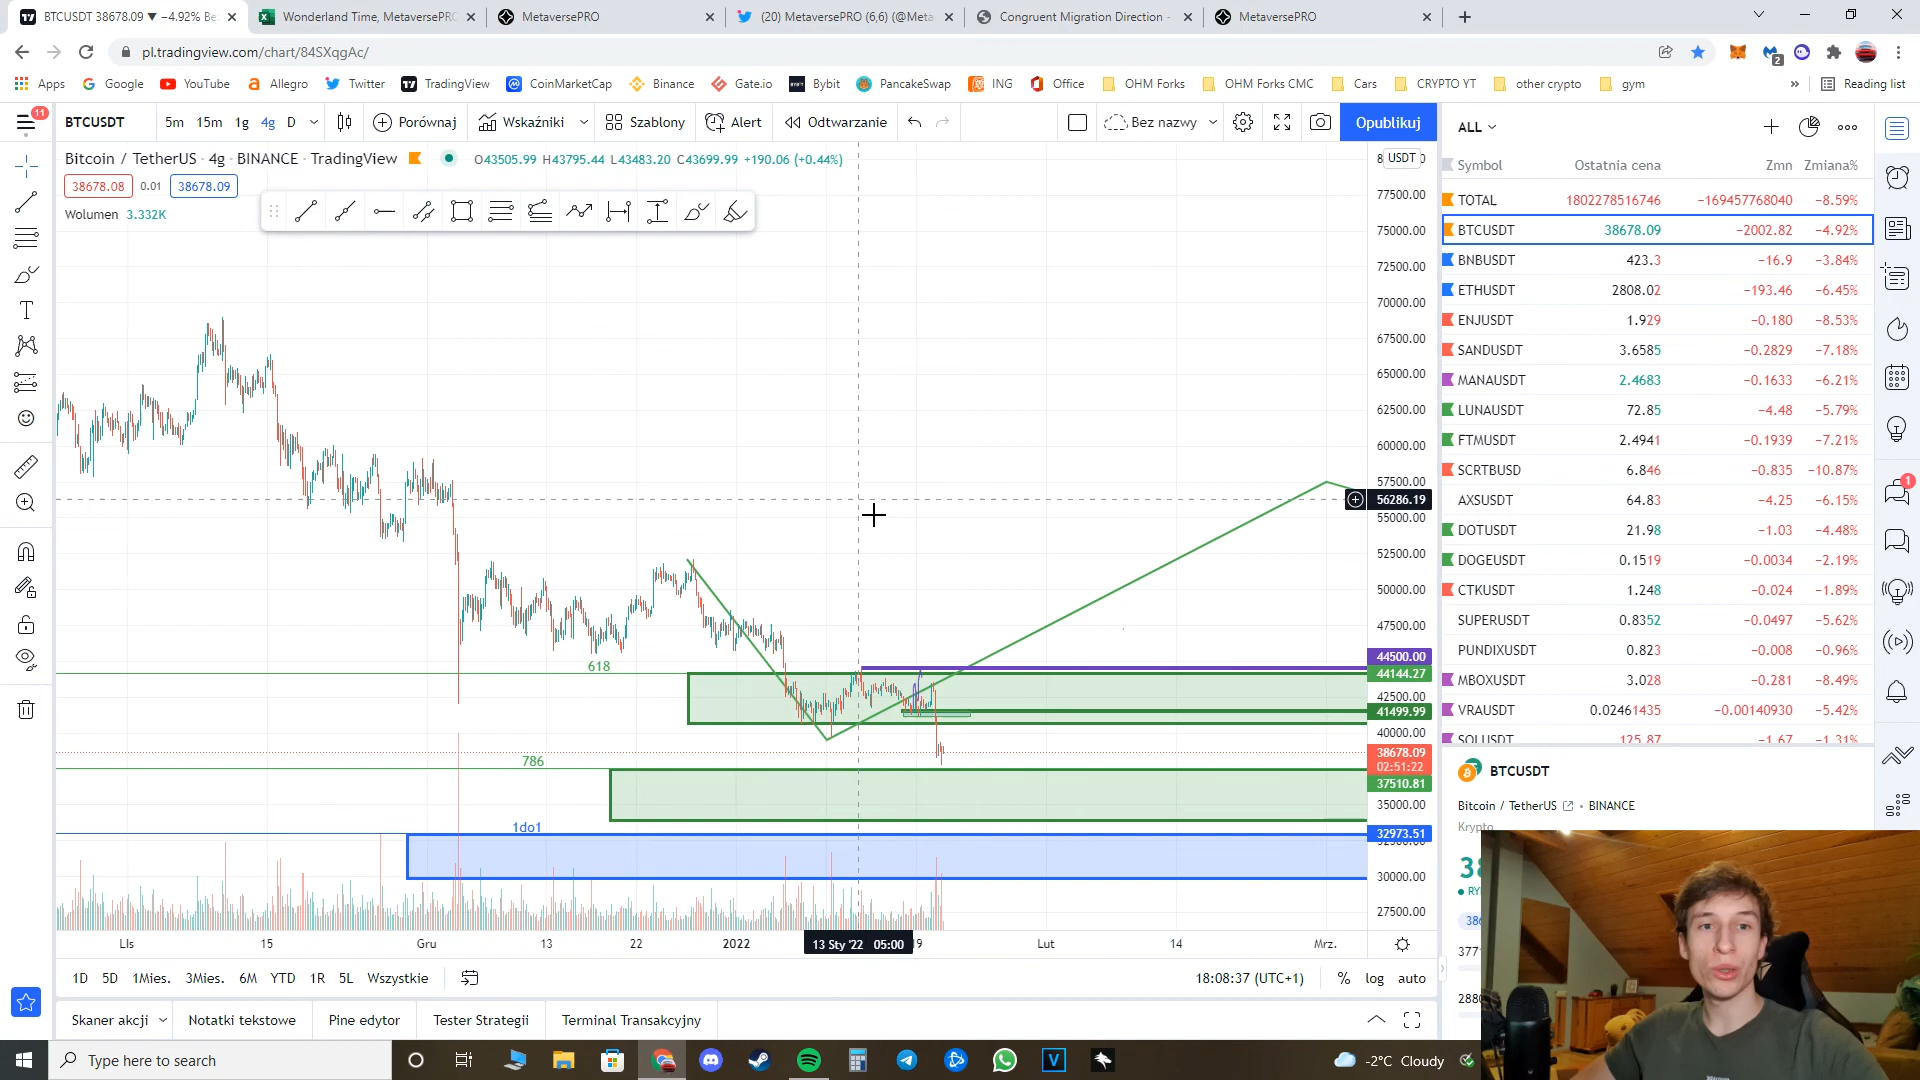 BTCUSDT 38678.09 ▼ −4.92% Be
Wonderland Time, MetaversePRO
MetaversePRO
(20) MetaversePRO (6,6) (@Meta
Congruent Migration Direction -
MetaversePRO
pl.tradingview.com/chart/84SXqgAc/
Apps
Google
YouTube
Allegro
Twitter
TradingView
CoinMarketCap
Binance
Gate.io
Bybit
PancakeSwap
ING
Office
OHM Forks
OHM Forks CMC
Cars
CRYPTO YT
other crypto
gym
»
Reading list
11
BTCUSDT
5m 15m 1g 4g D
Porównaj
Wskaźniki
Szablony
Alert
Odtwarzanie
Bez nazwy
Opublikuj
Bitcoin / TetherUS · 4g · BINANCE · TradingView
O43505.99 H43795.44 L43483.20 C43699.99 +190.06 (+0.44%)
38678.08 0.01 38678.09
Wolumen 3.332K
USDT
77500.00
75000.00
72500.00
70000.00
67500.00
65000.00
62500.00
60000.00
57500.00
56286.19
55000.00
52500.00
50000.00
47500.00
44500.00
44144.27
42500.00
41499.99
40000.00
38678.09
02:51:22
37510.81
35000.00
32973.51
30000.00
27500.00
618
786
1do1
LIs 15 Gru 13 22 2022 13 Sty '22 05:00 19 Lut 14 Mrz.
1D 5D 1Mies. 3Mies. 6M YTD 1R 5L Wszystkie
18:08:37 (UTC+1) % log auto
Skaner akcji
Notatki tekstowe
Pine edytor
Tester Strategii
Terminal Transakcyjny
ALL
Symbol Ostatnia cena Zmn Zmiana%
TOTAL 1802278516746 −169457768040 −8.59%
BTCUSDT 38678.09 −2002.82 −4.92%
BNBUSDT 423.3 −16.9 −3.84%
ETHUSDT 2808.02 −193.46 −6.45%
ENJUSDT 1.929 −0.180 −8.53%
SANDUSDT 3.6585 −0.2829 −7.18%
MANAUSDT 2.4683 −0.1633 −6.21%
LUNAUSDT 72.85 −4.48 −5.79%
FTMUSDT 2.4941 −0.1939 −7.21%
SCRTBUSD 6.846 −0.835 −10.87%
AXSUSDT 64.83 −4.25 −6.15%
DOTUSDT 21.98 −1.03 −4.48%
DOGEUSDT 0.1519 −0.0034 −2.19%
CTKUSDT 1.248 −0.024 −1.89%
SUPERUSDT 0.8352 −0.0497 −5.62%
PUNDIXUSDT 0.823 −0.008 −0.96%
MBOXUSDT 3.028 −0.281 −8.49%
VRAUSDT 0.02461435 −0.00140930 −5.42%
SOLUSDT 125.87 −1.67 −1.31%
1
BTCUSDT
Bitcoin / TetherUS • BINANCE
Krypto
Type here to search
-2°C Cloudy